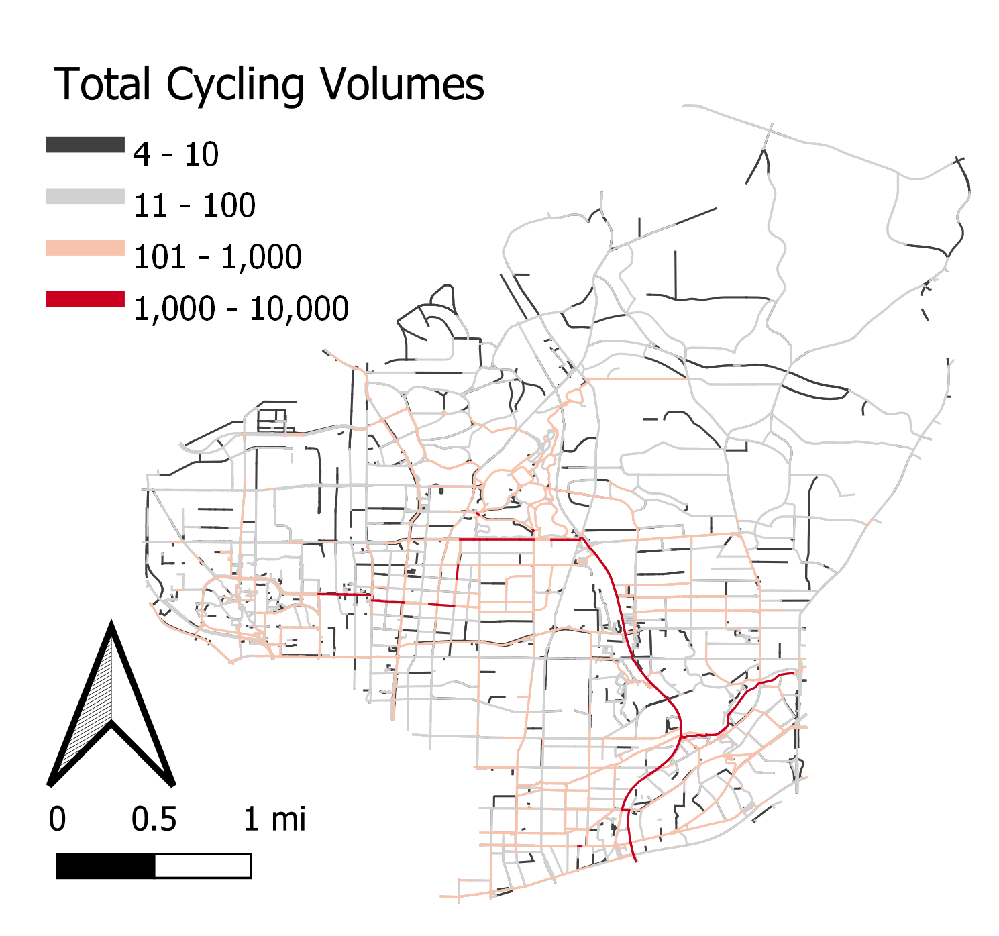 Total Cycling Volumes
4 - 10
11 - 100
101 - 1,000
1,000 - 10,000
0 0.5 1 mi